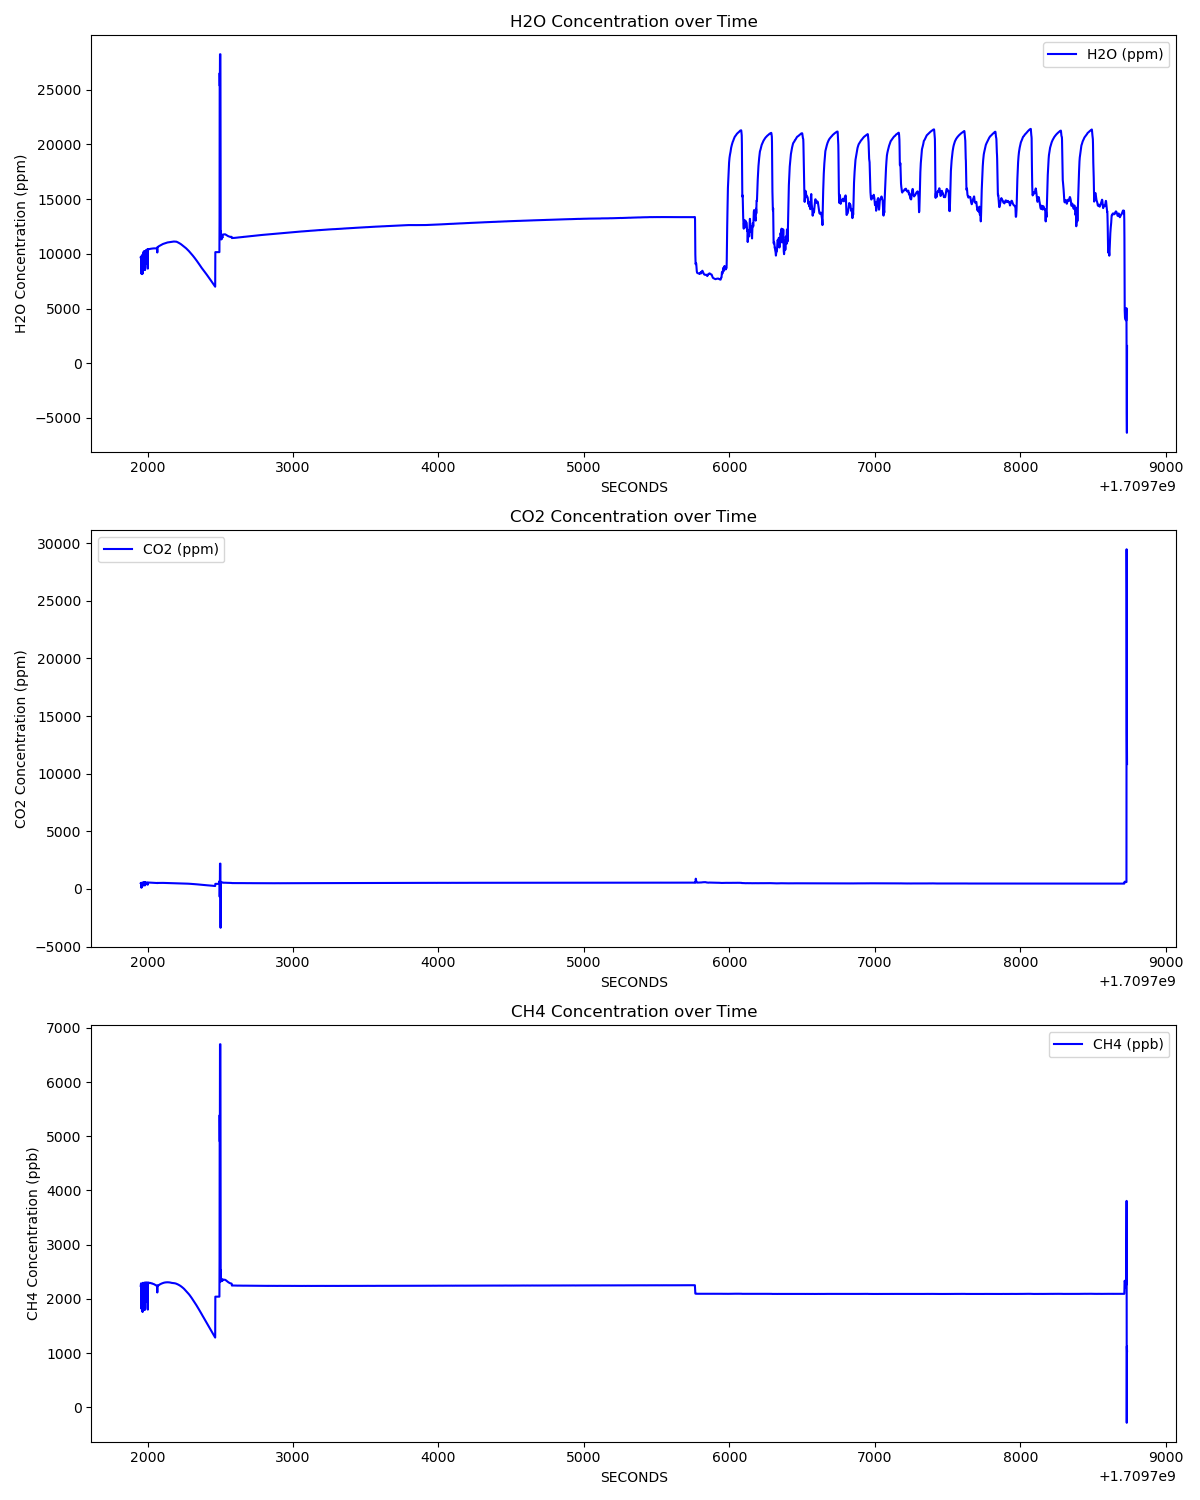 H2O Concentration over Time
H2O (ppm)
25000
20000
15000
10000
5000
0
−5000
H2O Concentration (ppm)
2000 3000 4000 5000 6000 7000 8000 9000
SECONDS
+1.7097e9
CO2 Concentration over Time
CO2 (ppm)
30000
25000
20000
15000
10000
5000
0
−5000
CO2 Concentration (ppm)
2000 3000 4000 5000 6000 7000 8000 9000
SECONDS
+1.7097e9
CH4 Concentration over Time
CH4 (ppb)
7000
6000
5000
4000
3000
2000
1000
0
CH4 Concentration (ppb)
2000 3000 4000 5000 6000 7000 8000 9000
SECONDS
+1.7097e9